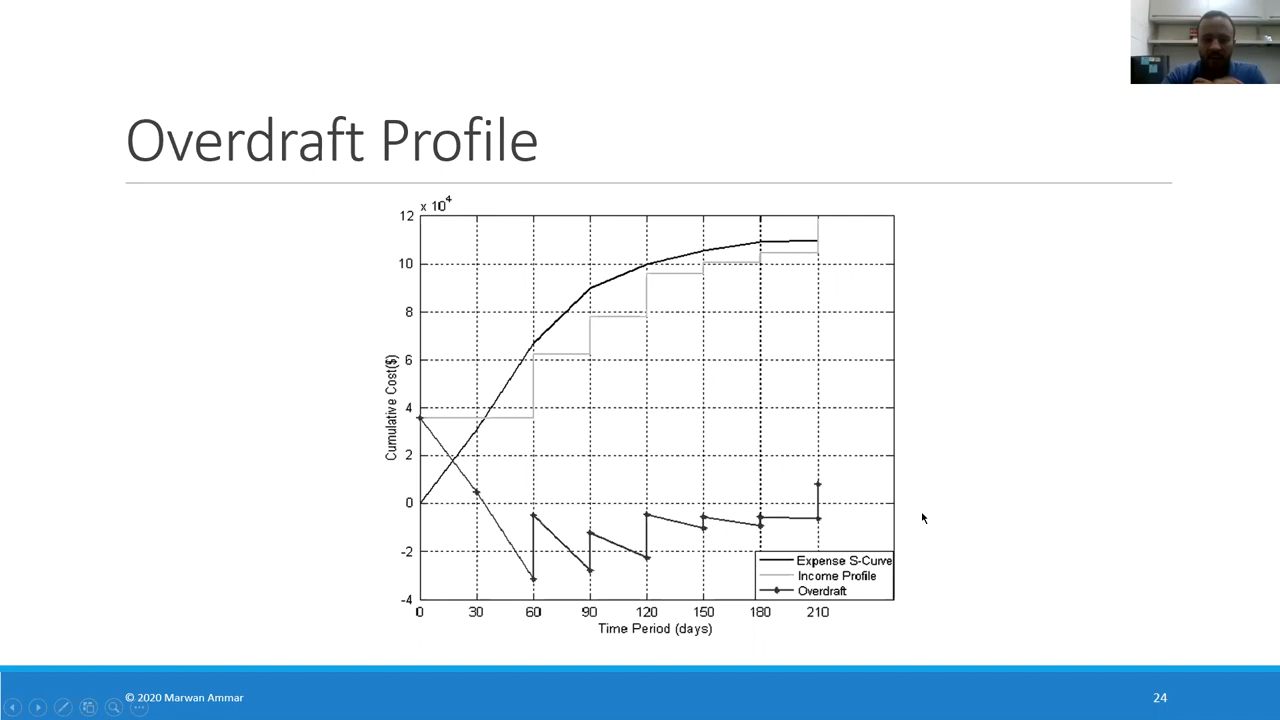 Overdraft Profile
x 10^4
12
10
8
6
4
2
0
-2
-4
Cumulative Cost($)
0 30 60 90 120 150 180 210
Time Period (days)
Expense S-Curve
Income Profile
Overdraft
© 2020 Marwan Ammar
24